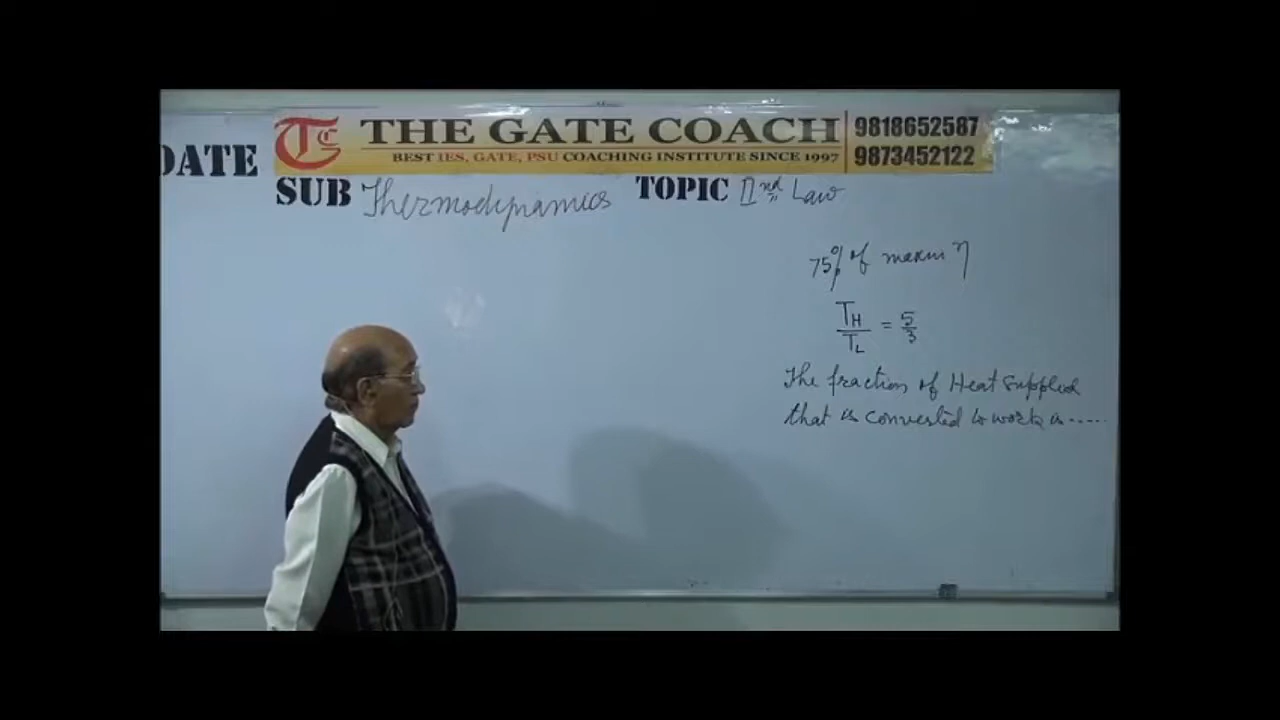 DATE
TC THE GATE COACH 9818652587
BEST IES, GATE, PSU COACHING INSTITUTE SINCE 1997 9873452122
SUB Thermodynamics TOPIC IInd Law
75% of maxm η
TH/TL = 5/3
The fraction of Heat supplied
that is converted to work is .....